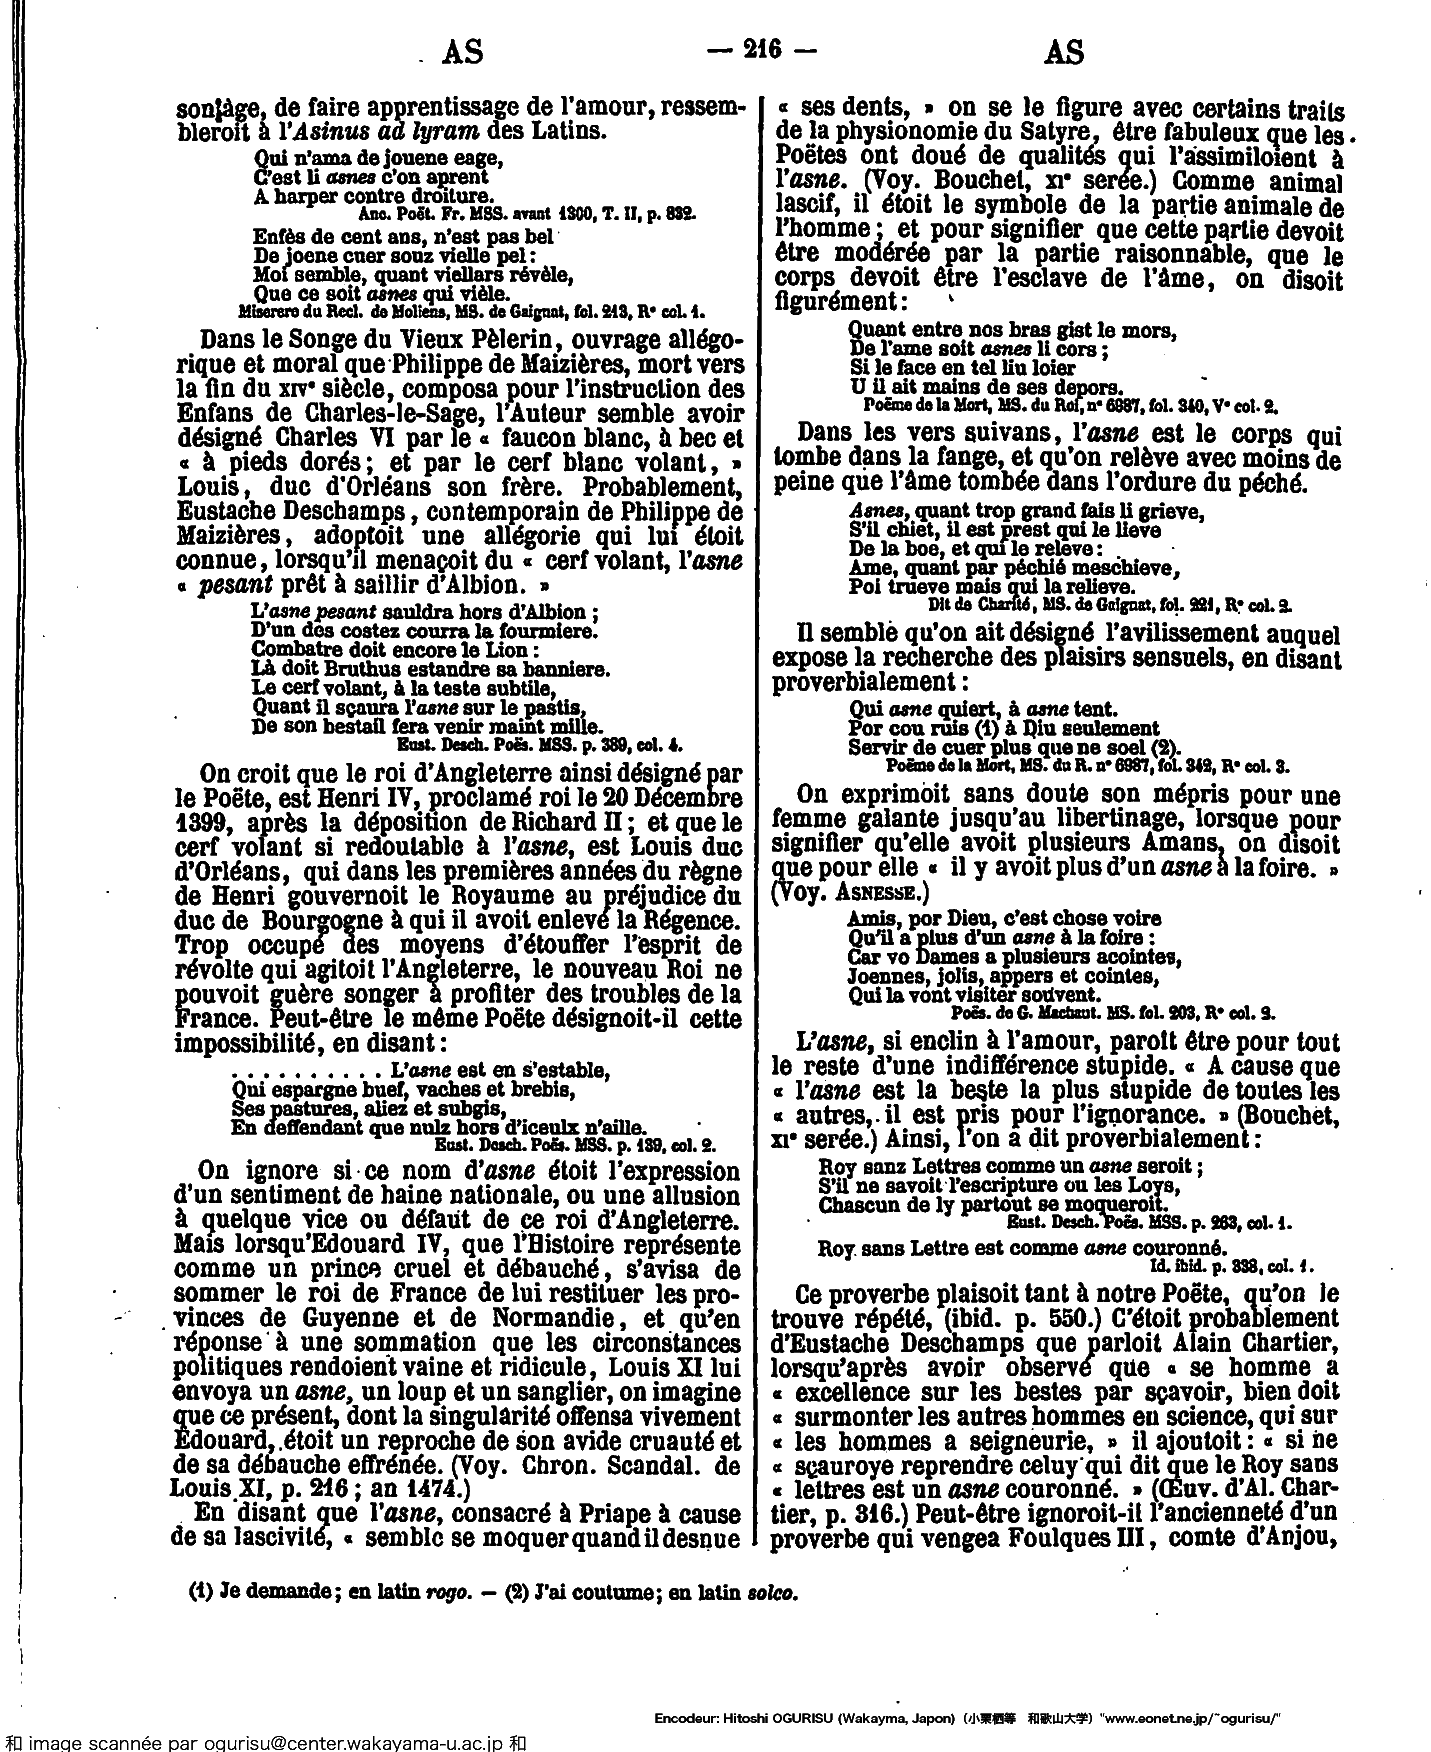 AS — 216 — AS
son âge, de faire apprentissage de l'amour, ressem-
bleroit à l'Asinus ad lyram des Latins.
Qui n'ama de jouene eage,
C'est li asnes c'on aprent
A harper contre droiture.
Anc. Poët. Fr. MSS. avant 1300, T. II, p. 832.
Enfès de cent ans, n'est pas bel
De joene cuer souz vielle pel :
Moi semble, quant viellars révèle,
Que ce soit asnes qui vièle.
Miserere du Recl. de Moliens, MS. de Gaignat, fol. 213, R° col. 1.
Dans le Songe du Vieux Pèlerin, ouvrage allégo-
rique et moral que Philippe de Maizières, mort vers
la fin du XIVe siècle, composa pour l'instruction des
Enfans de Charles-le-Sage, l'Auteur semble avoir
désigné Charles VI par le « faucon blanc, à bec et
« à pieds dorés ; et par le cerf blanc volant, »
Louis, duc d'Orléans son frère. Probablement,
Eustache Deschamps, contemporain de Philippe de
Maizières, adoptoit une allégorie qui lui étoit
connue, lorsqu'il menaçoit du « cerf volant, l'asne
« pesant prêt à saillir d'Albion. »
L'asne pesant sauldra hors d'Albion ;
D'un des costez courra la fourmiere.
Combatre doit encore le Lion :
Là doit Bruthus estandre sa banniere.
Le cerf volant, à la teste subtile,
Quant il sçaura l'asne sur le pastis,
De son bestail fera venir maint mille.
Eust. Desch. Poës. MSS. p. 389, col. 4.
On croit que le roi d'Angleterre ainsi désigné par
le Poëte, est Henri IV, proclamé roi le 20 Décembre
1399, après la déposition de Richard II ; et que le
cerf volant si redoutable à l'asne, est Louis duc
d'Orléans, qui dans les premières années du règne
de Henri gouvernoit le Royaume au préjudice du
duc de Bourgogne à qui il avoit enlevé la Régence.
Trop occupé des moyens d'étouffer l'esprit de
révolte qui agitoit l'Angleterre, le nouveau Roi ne
pouvoit guère songer à profiter des troubles de la
France. Peut-être le même Poëte désignoit-il cette
impossibilité, en disant :
. . . . . . . . . . L'asne est en s'estable,
Qui espargne buef, vaches et brebis,
Ses pastures, aliez et subgis,
En deffendant que nulz hors d'iceulx n'aille.
Eust. Desch. Poës. MSS. p. 139, col. 2.
On ignore si ce nom d'asne étoit l'expression
d'un sentiment de haine nationale, ou une allusion
à quelque vice ou défaut de ce roi d'Angleterre.
Mais lorsqu'Edouard IV, que l'Histoire représente
comme un prince cruel et débauché, s'avisa de
sommer le roi de France de lui restituer les pro-
vinces de Guyenne et de Normandie, et qu'en
réponse à une sommation que les circonstances
politiques rendoient vaine et ridicule, Louis XI lui
envoya un asne, un loup et un sanglier, on imagine
que ce présent, dont la singularité offensa vivement
Edouard, étoit un reproche de son avide cruauté et
de sa débauche effrénée. (Voy. Chron. Scandal. de
Louis XI, p. 216 ; an 1474.)
En disant que l'asne, consacré à Priape à cause
de sa lascivité, « semble se moquer quand il desnue
« ses dents, » on se le figure avec certains traits
de la physionomie du Satyre, être fabuleux que les
Poëtes ont doué de qualités qui l'assimiloient à
l'asne. (Voy. Bouchet, XIe serée.) Comme animal
lascif, il étoit le symbole de la partie animale de
l'homme ; et pour signifier que cette partie devoit
être modérée par la partie raisonnable, que le
corps devoit être l'esclave de l'âme, on disoit
figurément :
Quant entre nos bras gist le mors,
De l'ame soit asnes li cors ;
Si le face en tel liu loier
U il ait mains de ses depors.
Poëme de la Mort, MS. du Roi, n° 6987, fol. 340, V° col. 2.
Dans les vers suivans, l'asne est le corps qui
tombe dans la fange, et qu'on relève avec moins de
peine que l'âme tombée dans l'ordure du péché.
Asnes, quant trop grand fais li grieve,
S'il chiet, il est prest qui le lieve
De la boe, et qui le releve :
Ame, quant par péchié meschieve,
Poi trueve mais qui la relieve.
Dit de Charité, MS. de Gaignat, fol. 221, R° col. 2.
Il semble qu'on ait désigné l'avilissement auquel
expose la recherche des plaisirs sensuels, en disant
proverbialement :
Qui asne quiert, à asne tent.
Por cou ruis (1) à Diu seulement
Servir de cuer plus que ne soel (2).
Poëme de la Mort, MS. du R. n° 6987, fol. 342, R° col. 3.
On exprimoit sans doute son mépris pour une
femme galante jusqu'au libertinage, lorsque pour
signifier qu'elle avoit plusieurs Amans, on disoit
que pour elle « il y avoit plus d'un asne à la foire. »
(Voy. ASNESSE.)
Amis, por Dieu, c'est chose voire
Qu'il a plus d'un asne à la foire :
Car vo Dames a plusieurs acointes,
Joennes, jolis, appers et cointes,
Qui la vont visiter souvent.
Poës. de G. Machaut. MS. fol. 203, R° col. 2.
L'asne, si enclin à l'amour, paroît être pour tout
le reste d'une indifférence stupide. « A cause que
« l'asne est la beste la plus stupide de toutes les
« autres, il est pris pour l'ignorance. » (Bouchet,
XIe serée.) Ainsi, l'on a dit proverbialement :
Roy sanz Lettres comme un asne seroit ;
S'il ne savoit l'escripture ou les Loys,
Chascun de ly partout se moqueroit.
Eust. Desch. Poës. MSS. p. 263, col. 1.
Roy sans Lettre est comme asne couronné.
Id. ibid. p. 338, col. 1.
Ce proverbe plaisoit tant à notre Poëte, qu'on le
trouve répété, (ibid. p. 550.) C'étoit probablement
d'Eustache Deschamps que parloit Alain Chartier,
lorsqu'après avoir observé que « se homme a
« excellence sur les bestes par sçavoir, bien doit
« surmonter les autres hommes en science, qui sur
« les hommes a seigneurie, » il ajoutoit : « si ne
« sçauroye reprendre celuy qui dit que le Roy sans
« lettres est un asne couronné. » (Œuv. d'Al. Char-
tier, p. 316.) Peut-être ignoroit-il l'ancienneté d'un
proverbe qui vengea Foulques III, comte d'Anjou,
(1) Je demande ; en latin rogo. — (2) J'ai coutume ; en latin solco.
Encodeur: Hitoshi OGURISU (Wakayma, Japon) (小栗栖等 和歌山大学) "www.eonet.ne.jp/~ogurisu/"
和 image scannée par ogurisu@center.wakayama-u.ac.jp 和